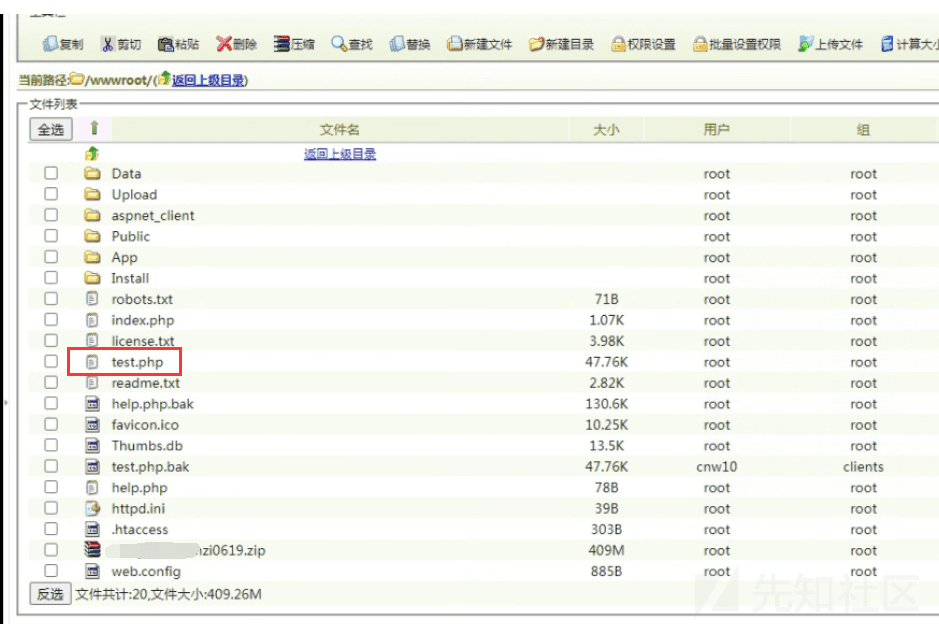 复制 剪切 粘贴 删除 压缩 查找 替换 新建文件 新建目录 权限设置 批量设置权限 上传文件 计算大小
当前路径:/wwwroot/(返回上级目录)
文件列表
全选 文件名 大小 用户 组
返回上级目录
Data root root
Upload root root
aspnet_client root root
Public root root
App root root
Install root root
robots.txt 71B root root
index.php 1.07K root root
license.txt 3.98K root root
test.php 47.76K root root
readme.txt 2.82K root root
help.php.bak 130.6K root root
favicon.ico 10.25K root root
Thumbs.db 13.5K root root
test.php.bak 47.76K cnw10 clients
help.php 78B root root
httpd.ini 39B root root
.htaccess 303B root root
nzi0619.zip 409M root root
web.config 885B root root
反选 文件共计:20,文件大小:409.26M
先知社区